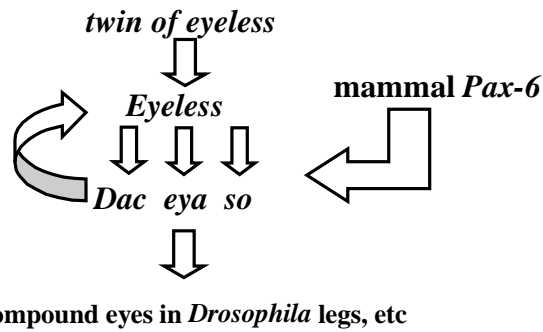 twin of eyeless
Eyeless
mammal Pax-6
Dac eya so
ompound eyes in Drosophila legs, etc